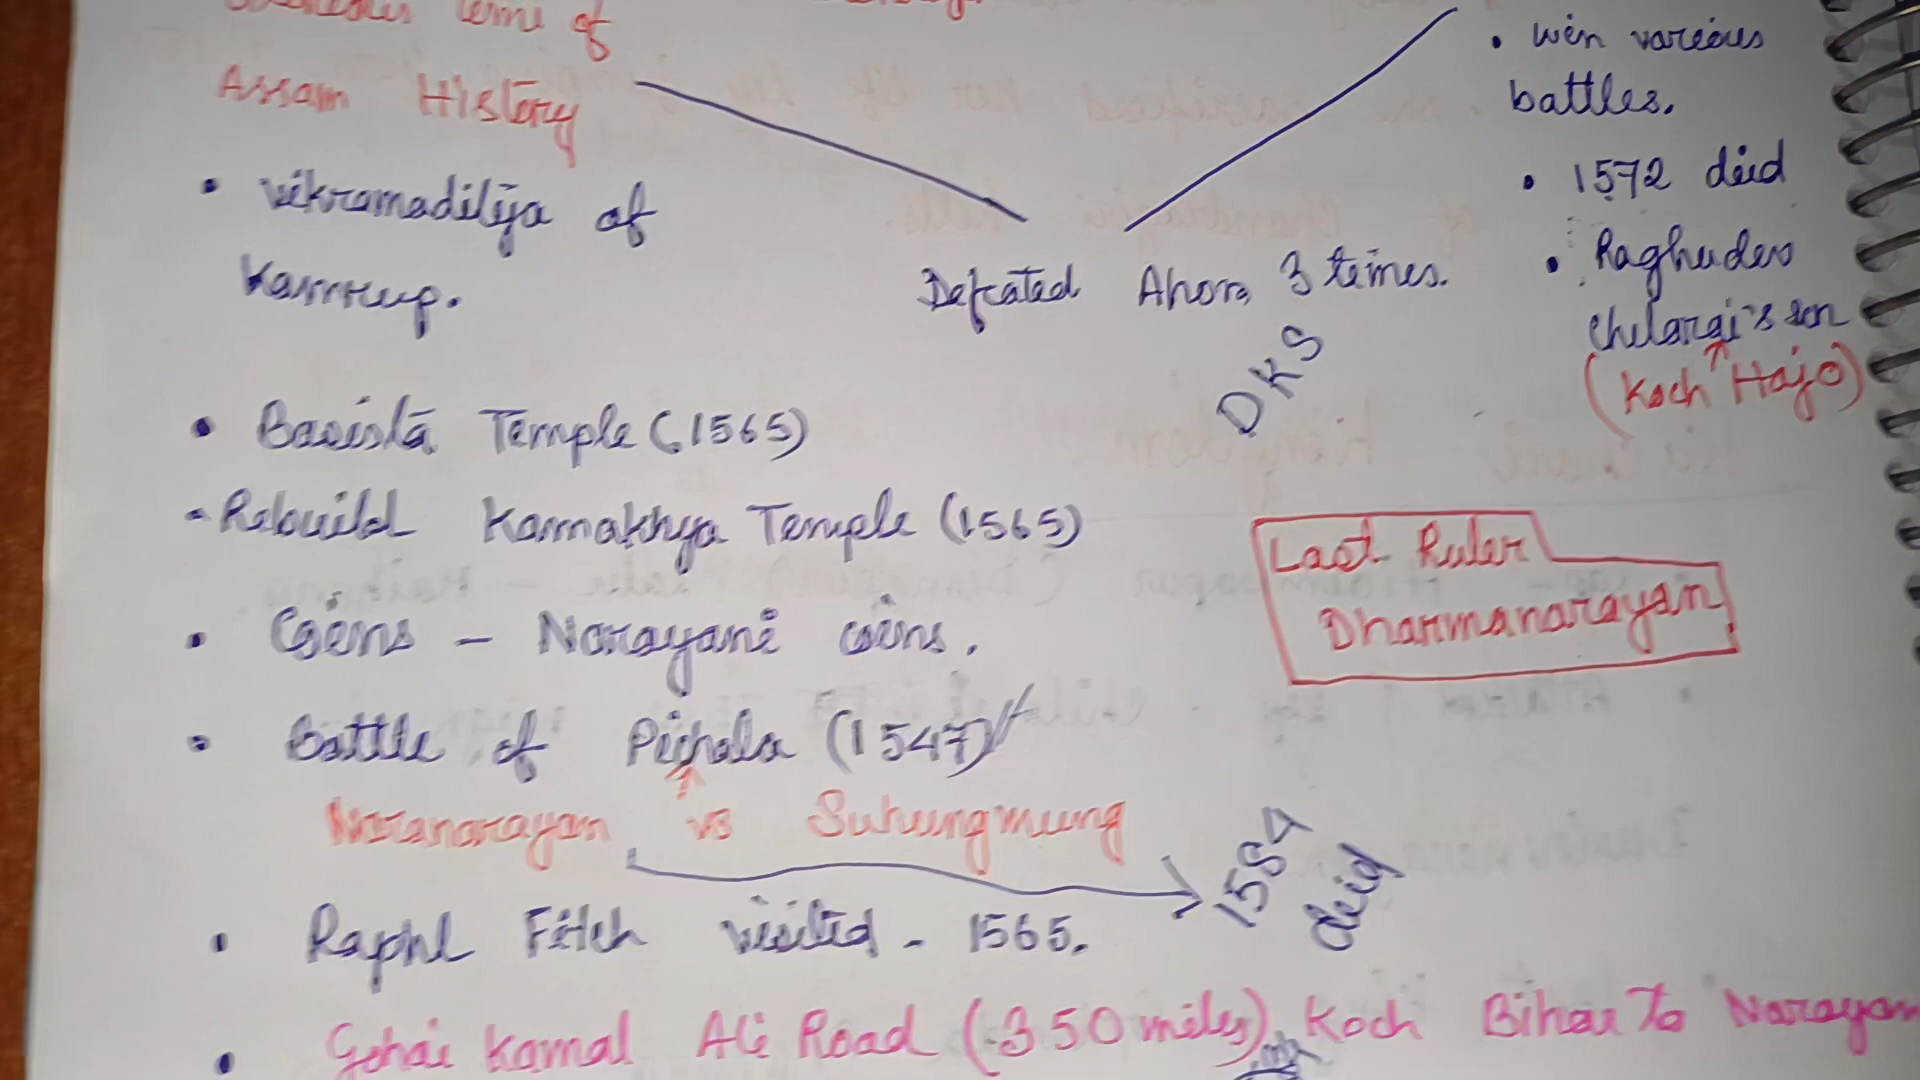 terms of
Assam History
• Vikramaditya of
Kamrup.
• win various
battles.
• 1572 died
• Raghudev
Chilarai's son
(Koch Hajo)
Defeated Ahom 3 times.
DKS
• Basista Temple (1565)
- Rebuild Kamakhya Temple (1565)
• Coins - Narayani coins.
Last Ruler
Dharmanarayan
• Battle of Pichala (1547)
Naranarayan vs Suhungmung
1584
died
• Raphl Fitch visited - 1565.
• Gohai Kamal Ali Road (350 miles) Koch Bihar To Narayan